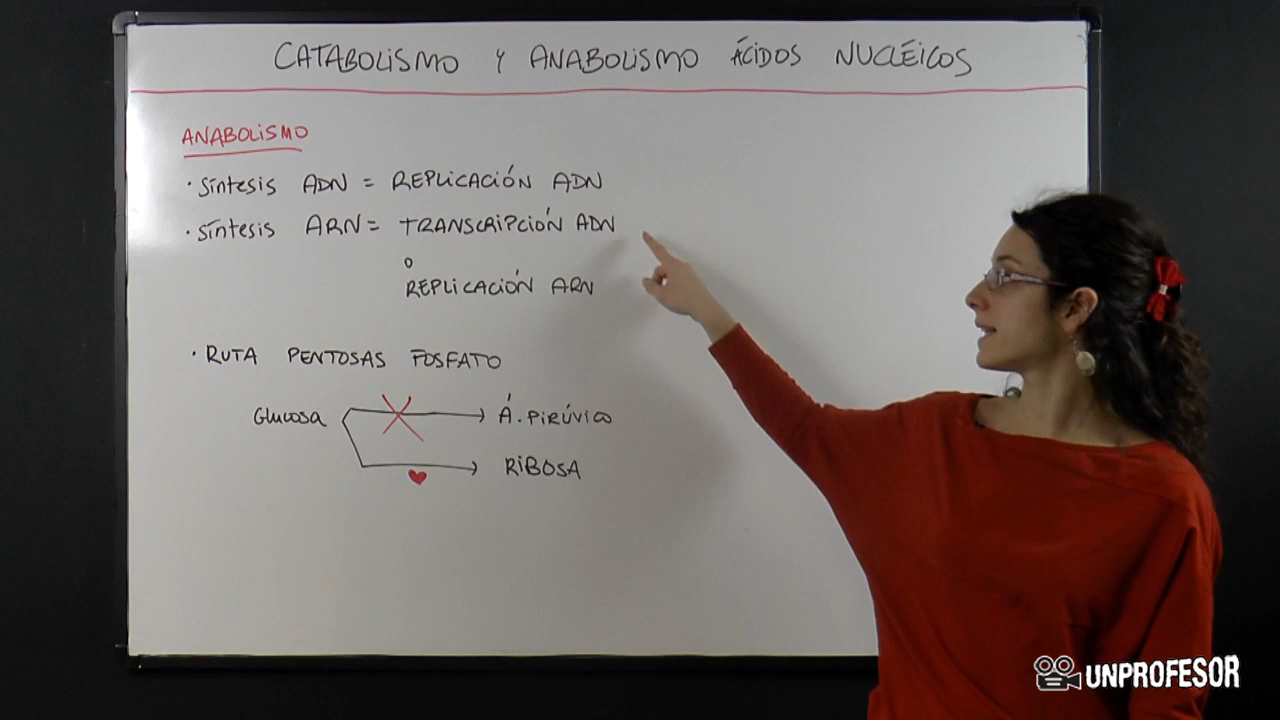 CATABOLISMO Y ANABOLISMO ÁCIDOS NUCLÉICOS
ANABOLISMO
· SÍNTESIS ADN = REPLICACIÓN ADN
· SÍNTESIS ARN = TRANSCRIPCIÓN ADN
O
REPLICACIÓN ARN
· RUTA PENTOSAS FOSFATO
GLUCOSA Á. PIRÚVICO
RIBOSA
UNPROFESOR